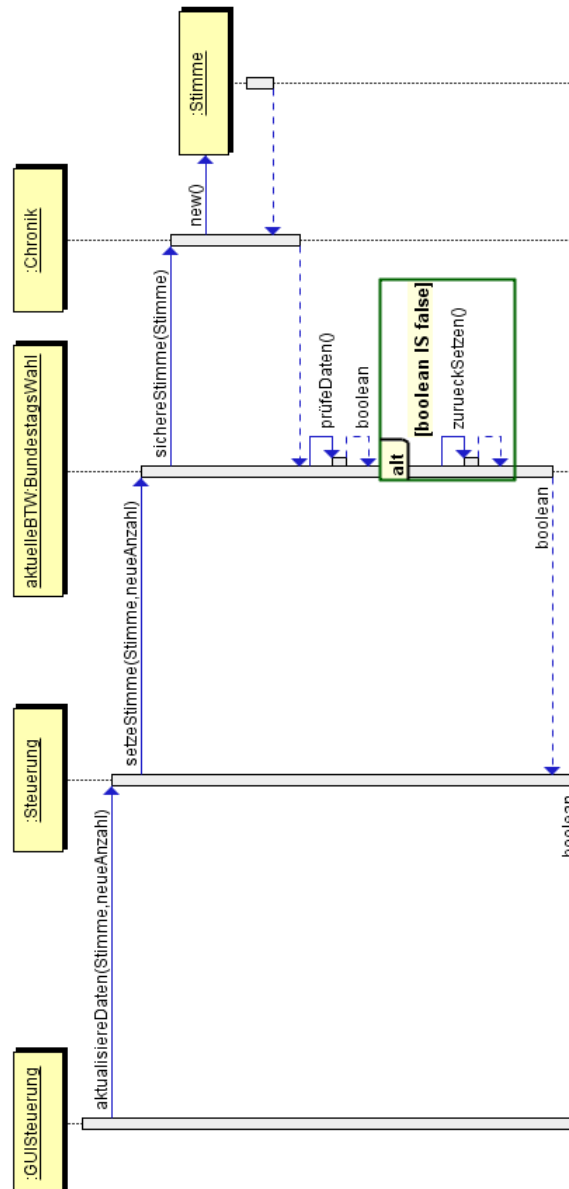 :GUISteuerung
:Steuerung
aktuelleBTW:BundestagsWahl
:Chronik
:Stimme
aktualisiereDaten(Stimme,neueAnzahl)
setzeStimme(Stimme,neueAnzahl)
sichereStimme(Stimme)
new()
prüfeDaten()
boolean
alt
[boolean IS false]
zurueckSetzen()
boolean
boolean